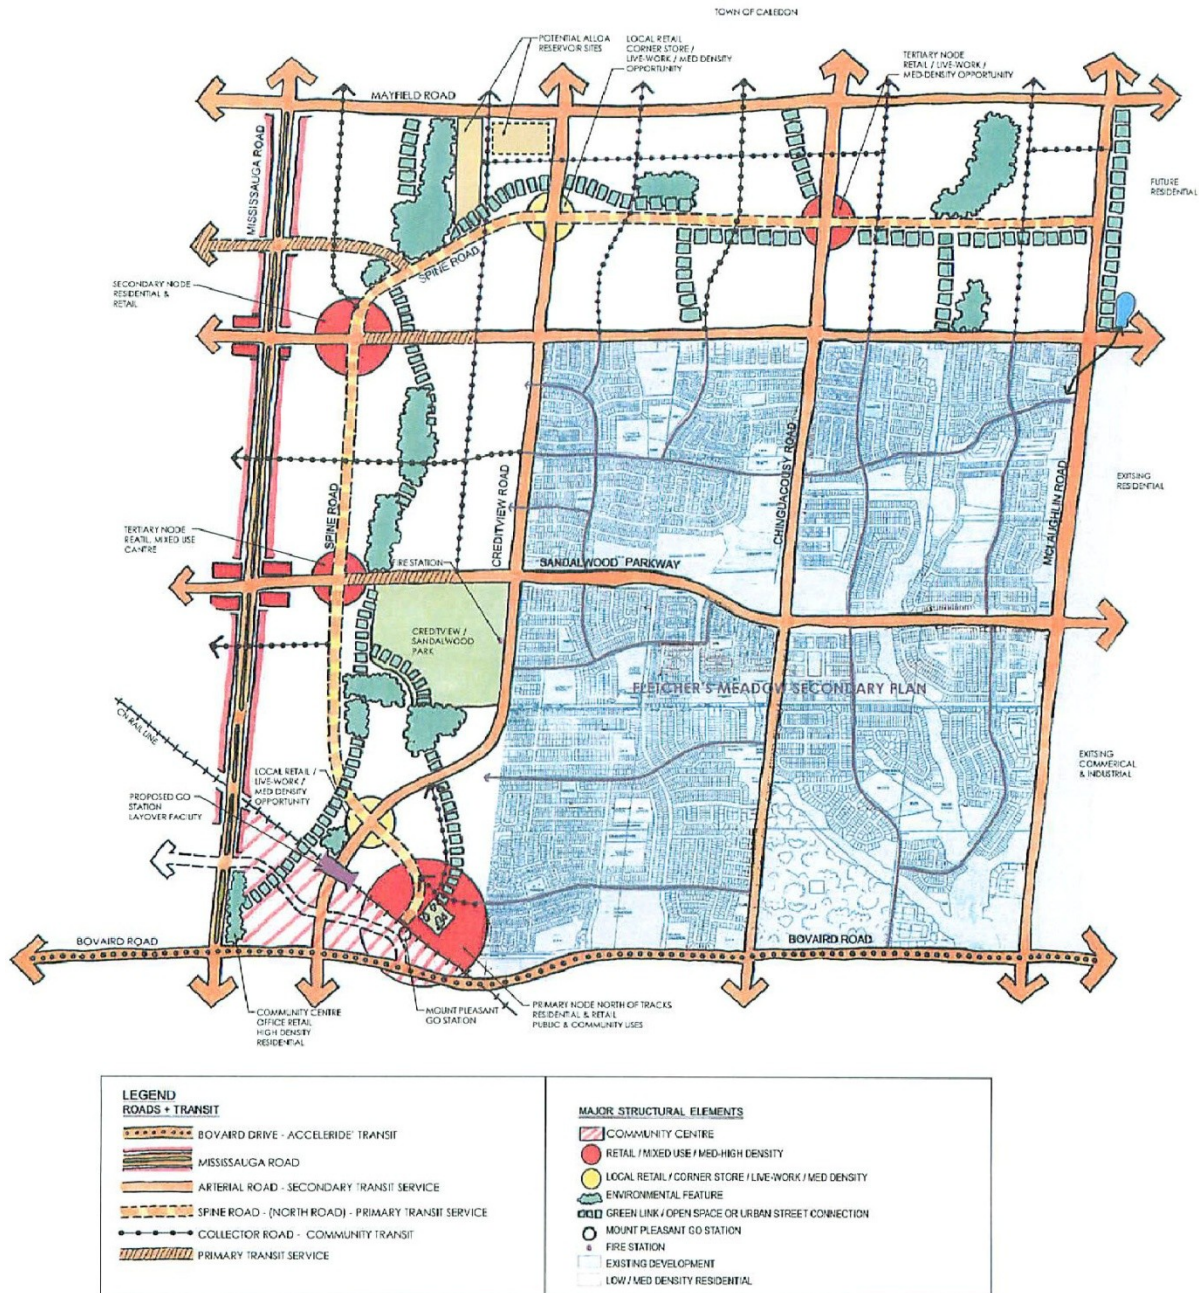 TOWN OF CALEDON
POTENTIAL ALLOA
RESERVOIR SITES
LOCAL RETAIL
CORNER STORE /
LIVE-WORK / MED DENSITY
OPPORTUNITY
TERTIARY NODE
RETAIL / LIVE-WORK /
MED-DENSITY OPPORTUNITY
MAYFIELD ROAD
MISSISSAUGA ROAD
FUTURE
RESIDENTIAL
SPINE ROAD
SECONDARY NODE
RESIDENTIAL &
RETAIL
CREDITVIEW ROAD
CHINGUACOUSY ROAD
MCLAUGHLIN ROAD
EXITSING
RESIDENTIAL
SPINE ROAD
TERTIARY NODE
REATIL, MIXED USE
CANTRE
FIRE STATION
SANDALWOOD PARKWAY
CREDITVIEW /
SANDALWOOD
PARK
FLETCHER'S MEADOW SECONDARY PLAN
CN RAIL LINE
EXITSING
COMMERICAL
& INDUSTRIAL
LOCAL RETAIL /
LIVE-WORK /
MED DENSITY
OPPORTUNITY
PROPOSED GO
STATION
LAYOVER FACILITY
BOVAIRD ROAD
BOVAIRD ROAD
COMMUNITY CENTRE
OFFICE RETAIL
HIGH DENSITY
RESIDENTIAL
MOUNT PLEASANT
GO STATION
PRIMARY NODE NORTH OF TRACKS
RESIDENTIAL & RETAIL
PUBLIC & COMMUNITY USES
LEGEND
ROADS + TRANSIT
BOVAIRD DRIVE - ACCELERIDE' TRANSIT
MISSISSAUGA ROAD
ARTERIAL ROAD - SECONDARY TRANSIT SERVICE
SPINE ROAD - (NORTH ROAD) - PRIMARY TRANSIT SERVICE
COLLECTOR ROAD - COMMUNITY TRANSIT
PRIMARY TRANSIT SERVICE
MAJOR STRUCTURAL ELEMENTS
COMMUNITY CENTRE
RETAIL / MIXED USE / MED-HIGH DENSITY
LOCAL RETAIL / CORNER STORE / LIVE-WORK / MED DENSITY
ENVIRONMENTAL FEATURE
GREEN LINK / OPEN SPACE OR URBAN STREET CONNECTION
MOUNT PLEASANT GO STATION
FIRE STATION
EXISTING DEVELOPMENT
LOW / MED DENSITY RESIDENTIAL